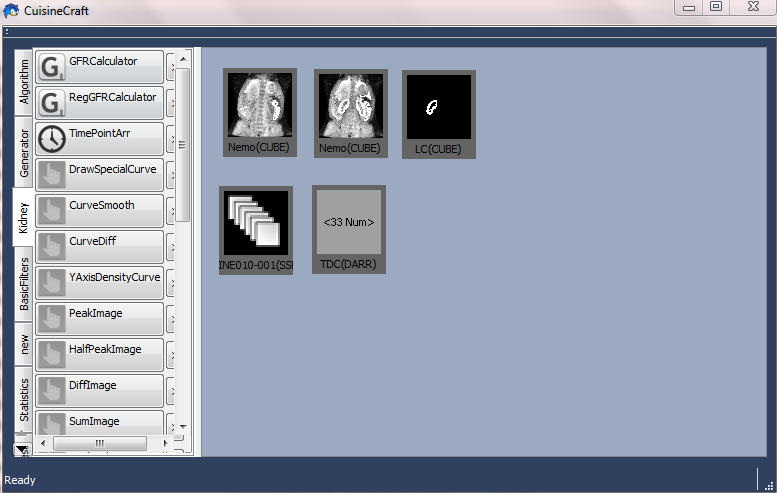 CuisineCraft
Algorithm
Generator
Kidney
BasicFilters
new
Statistics
GFRCalculator
RegGFRCalculator
TimePointArr
DrawSpecialCurve
CurveSmooth
CurveDiff
YAxisDensityCurve
PeakImage
HalfPeakImage
DiffImage
SumImage
Nemo(CUBE)
Nemo(CUBE)
LC(CUBE)
INE010-001(SSI
<33 Num>
TDC(DARR)
Ready